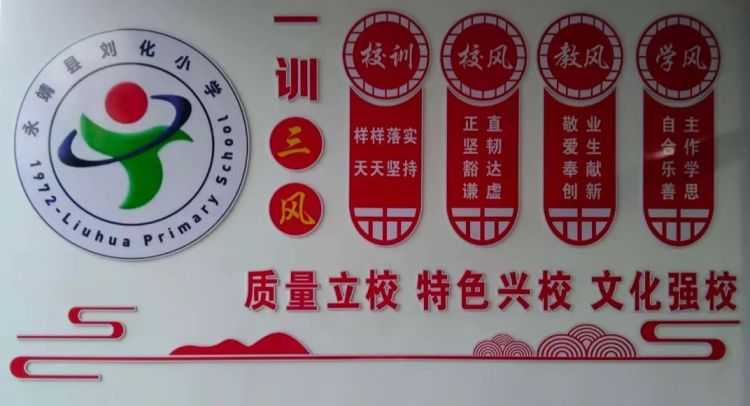 永靖县刘化小学
1972-Liuhua Primary School
一训三风
校训
样样落实
天天坚持
校风
正直
坚韧
豁达
谦虚
教风
敬业
爱生
奉献
创新
学风
自主
合作
乐学
善思
质量立校 特色兴校 文化强校